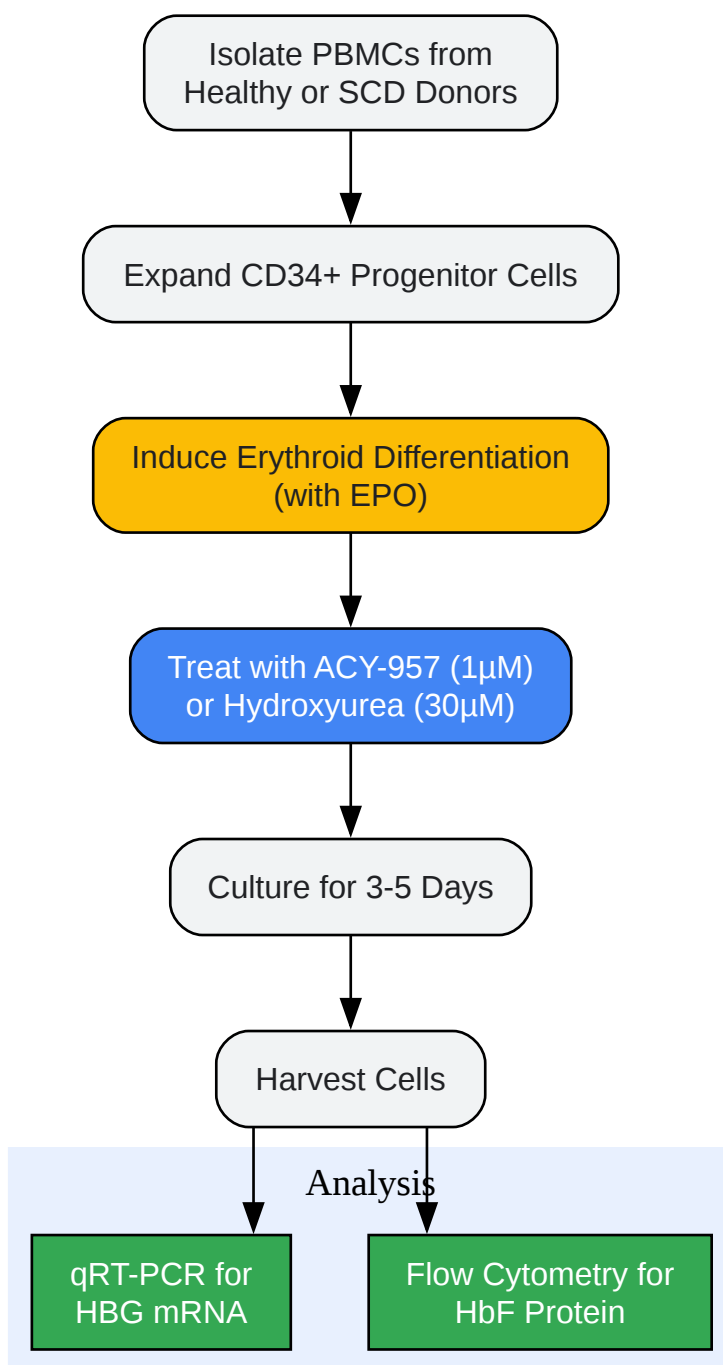 Isolate PBMCs from
Healthy or SCD Donors
Expand CD34+ Progenitor Cells
Induce Erythroid Differentiation
(with EPO)
Treat with ACY-957 (1µM)
or Hydroxyurea (30µM)
Culture for 3-5 Days
Harvest Cells
Analysis
qRT-PCR for
HBG mRNA
Flow Cytometry for
HbF Protein